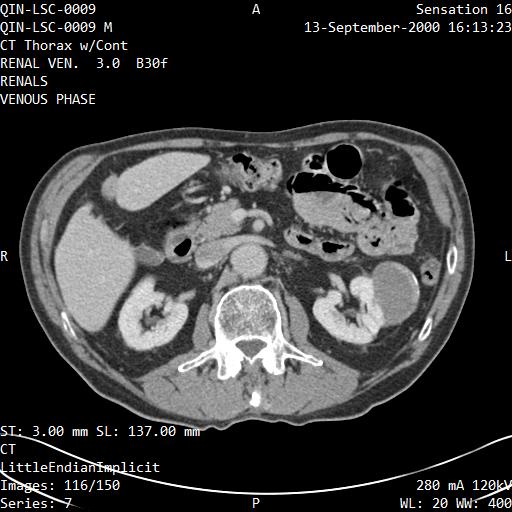 QIN-LSC-0009
QIN-LSC-0009 M
CT Thorax w/Cont
RENAL VEN. 3.0 B30f
RENALS
VENOUS PHASE
A
Sensation 16
13-September-2000 16:13:23
R
L
ST: 3.00 mm SL: 137.00 mm
CT
LittleEndianImplicit
Images: 116/150
Series: 7
P
280 mA 120kV
WL: 20 WW: 400